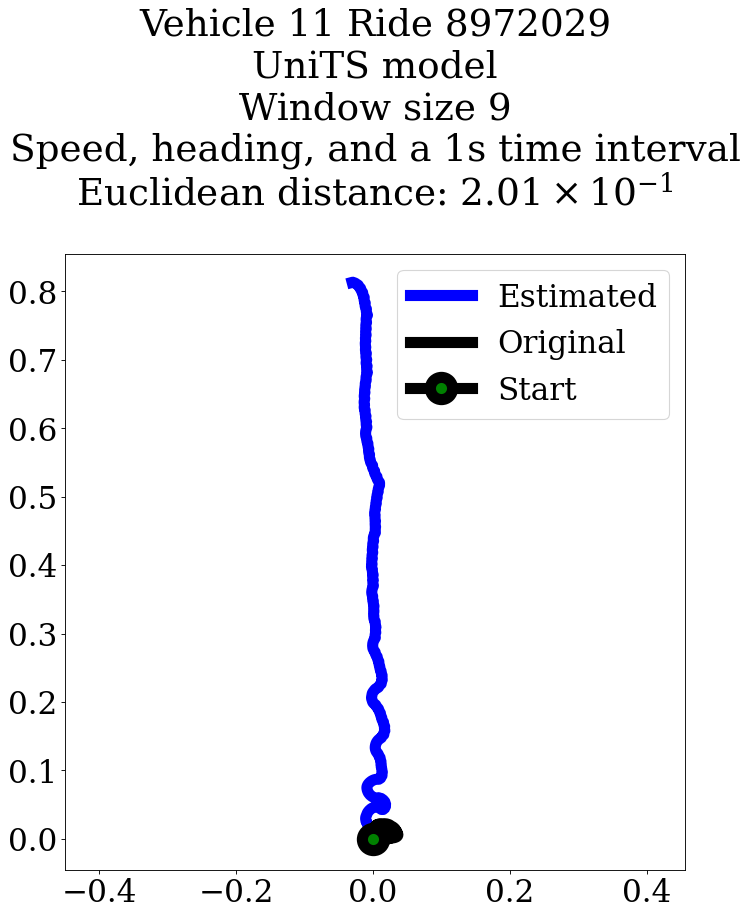 Vehicle 11 Ride 8972029
UniTS model
Window size 9
Speed, heading, and a 1s time interval
Euclidean distance: 2.01 × 10⁻¹
Estimated
Original
Start
0.8
0.7
0.6
0.5
0.4
0.3
0.2
0.1
0.0
−0.4 −0.2 0.0 0.2 0.4